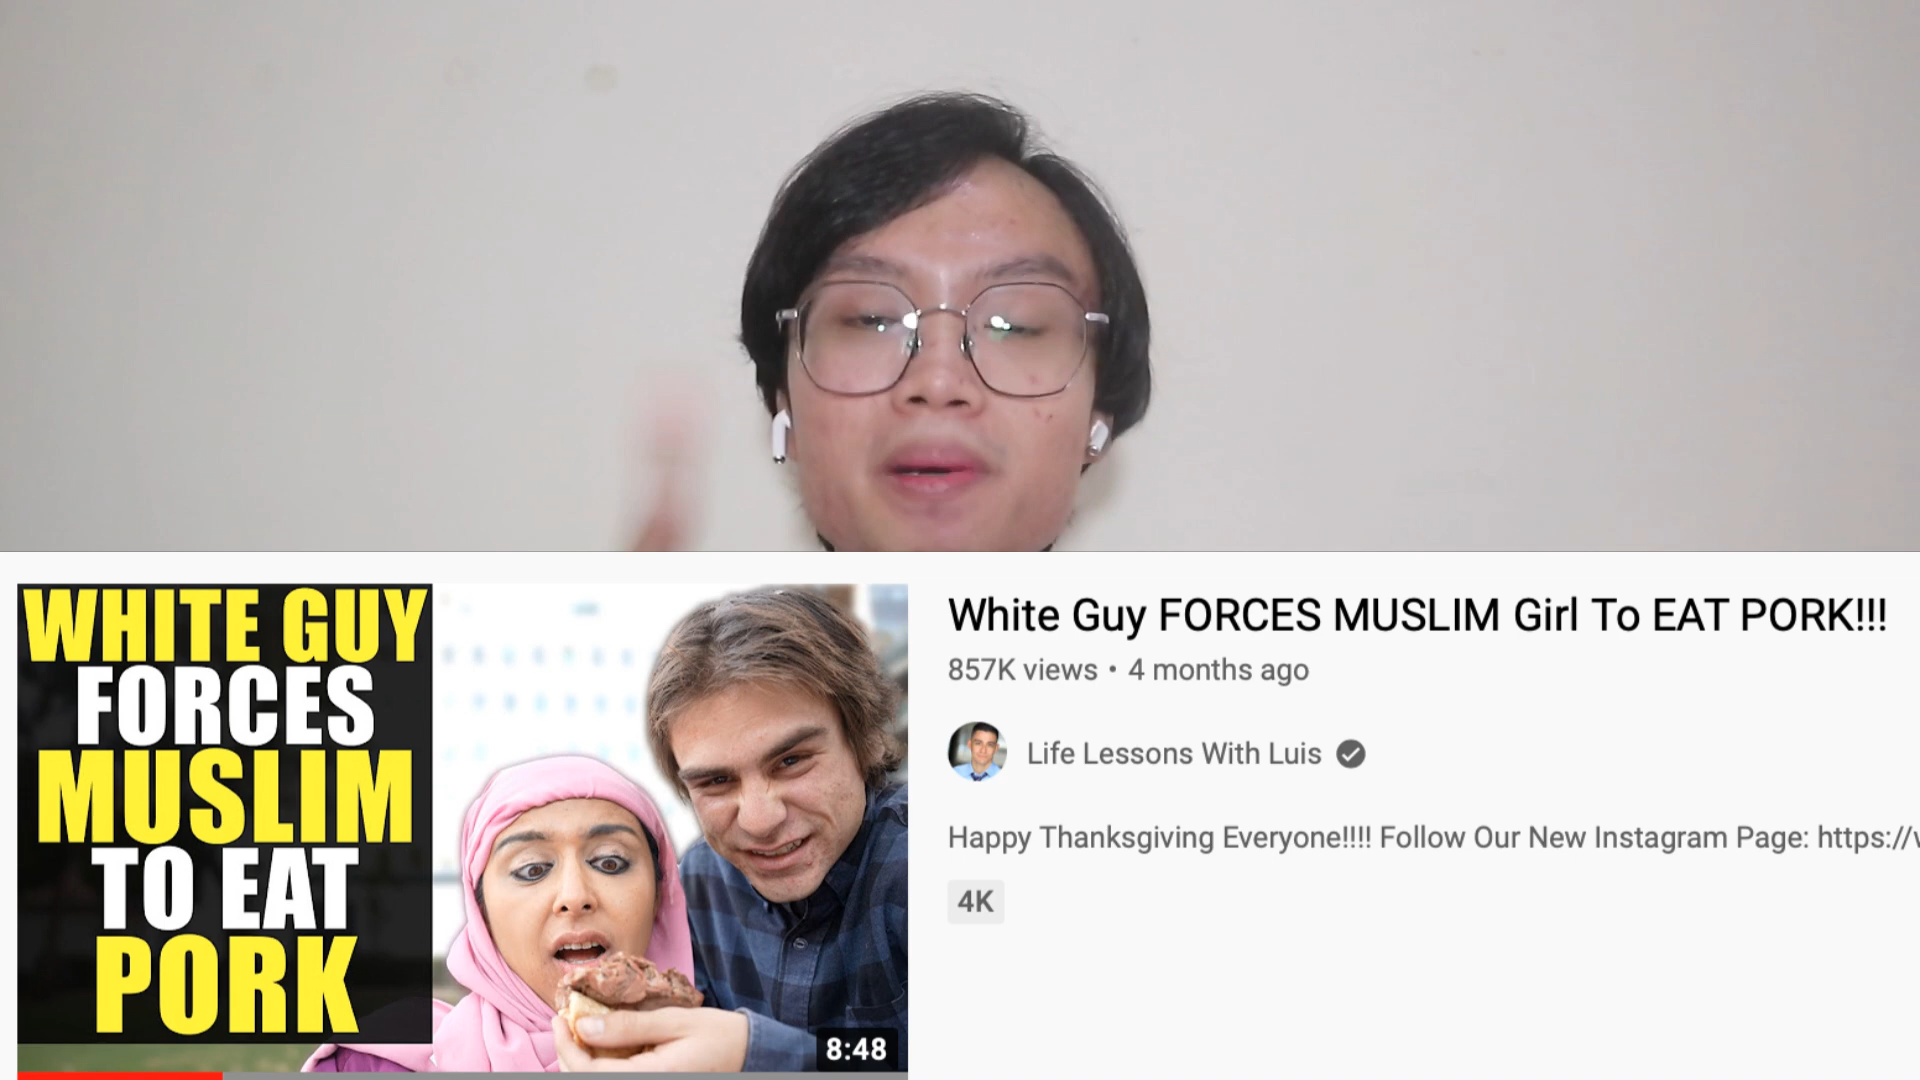 WHITE GUY
FORCES
MUSLIM
TO EAT
PORK
8:48
White Guy FORCES MUSLIM Girl To EAT PORK!!!
857K views • 4 months ago
Life Lessons With Luis
Happy Thanksgiving Everyone!!!! Follow Our New Instagram Page: https://
4K